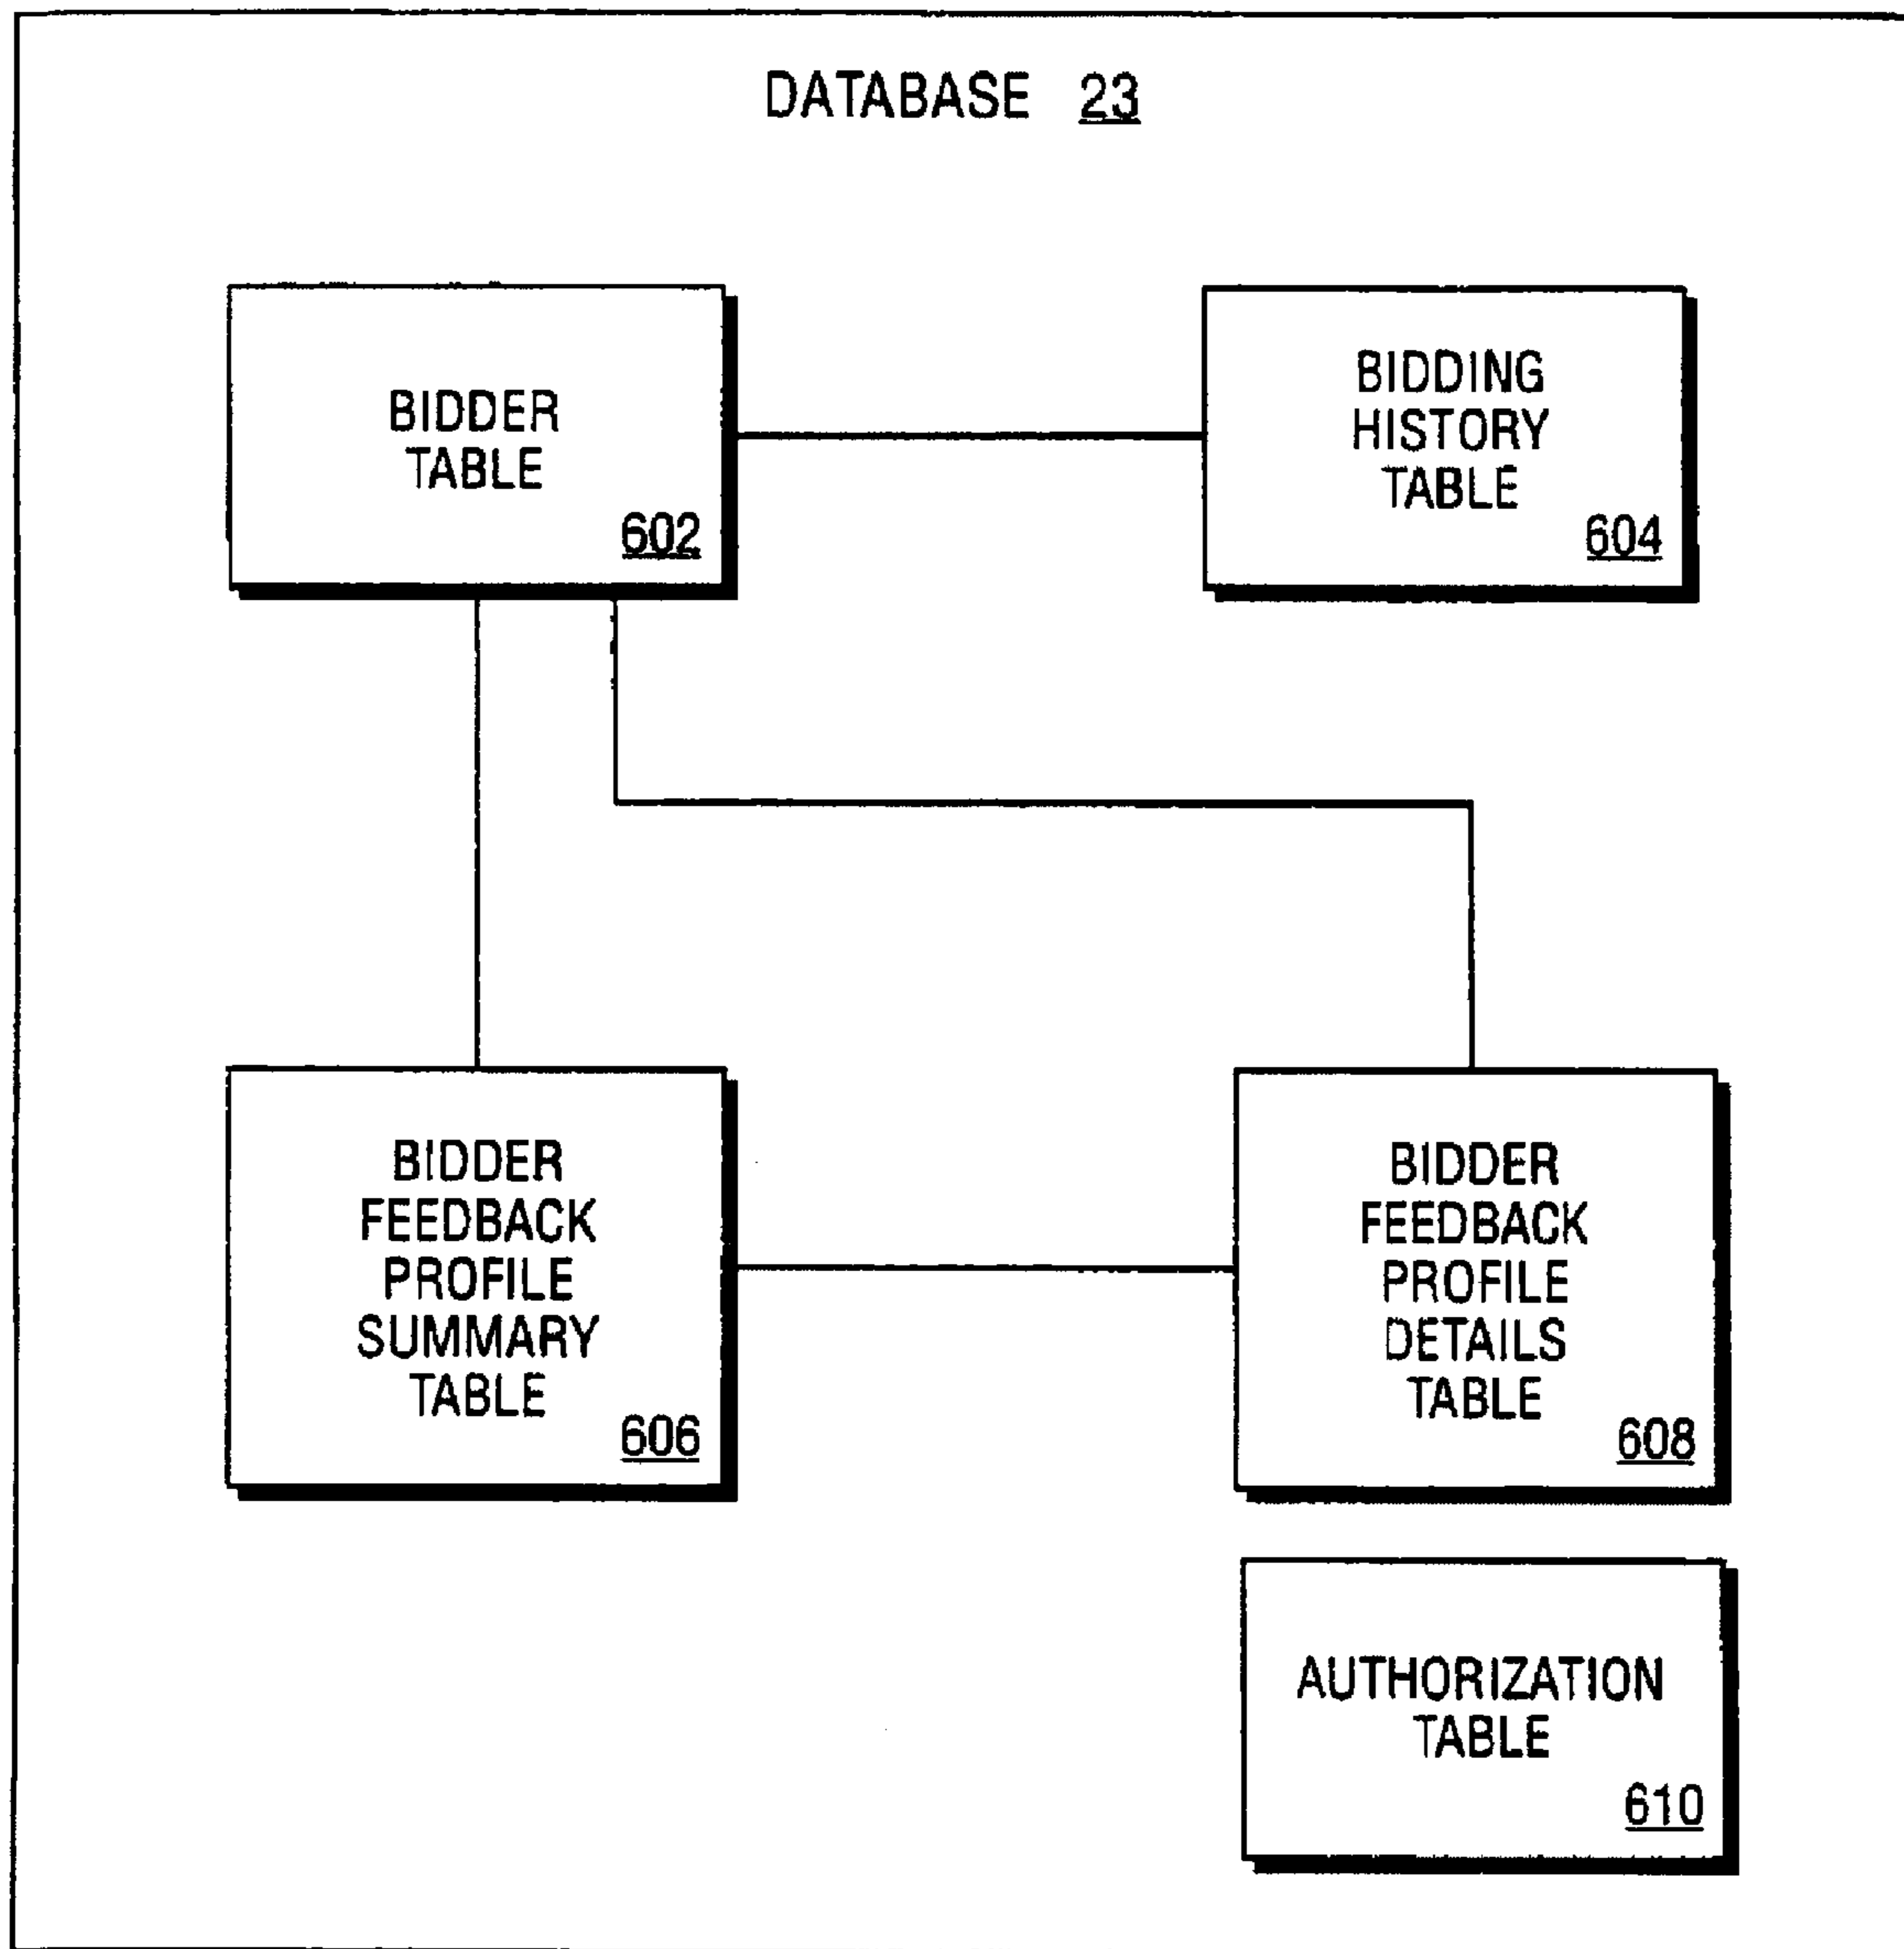 DATABASE 23
BIDDER
TABLE
602
BIDDING
HISTORY
TABLE
604
BIDDER
FEEDBACK
PROFILE
SUMMARY
TABLE
606
BIDDER
FEEDBACK
PROFILE
DETAILS
TABLE
608
AUTHORIZATION
TABLE
610